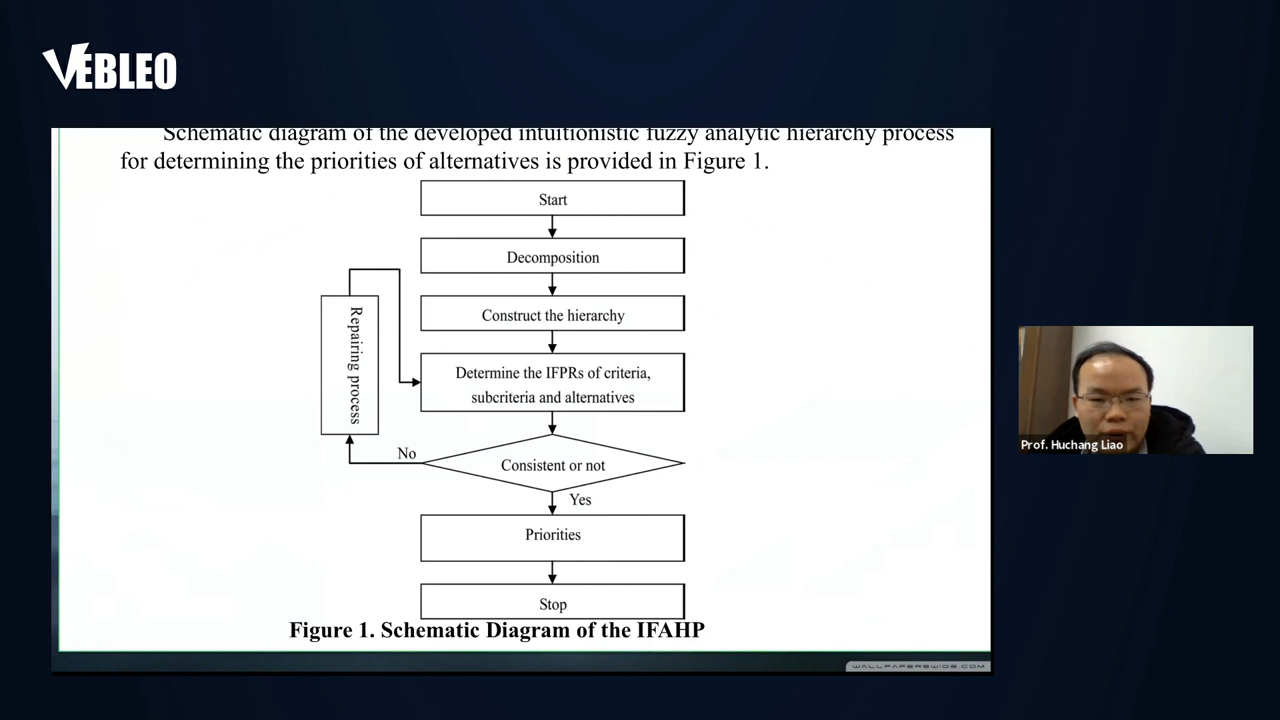 VEBLEO
Schematic diagram of the developed intuitionistic fuzzy analytic hierarchy process
for determining the priorities of alternatives is provided in Figure 1.
Start
Decomposition
Construct the hierarchy
Repairing process
Determine the IFPRs of criteria,
subcriteria and alternatives
No
Consistent or not
Yes
Priorities
Stop
Figure 1. Schematic Diagram of the IFAHP
WALLPAPERSWIDE.COM
Prof. Huchang Liao